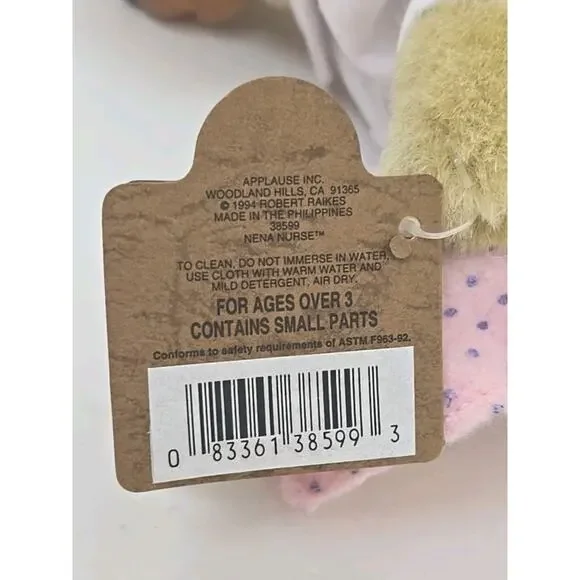 APPLAUSE INC.
WOODLAND HILLS, CA 91365
© 1994 ROBERT RAIKES
MADE IN THE PHILIPPINES
38599
NENA NURSE™
TO CLEAN, DO NOT IMMERSE IN WATER,
USE CLOTH WITH WARM WATER AND
MILD DETERGENT, AIR DRY.
FOR AGES OVER 3
CONTAINS SMALL PARTS
Conforms to safety requirements of ASTM F963-92.
0 83361 38599 3